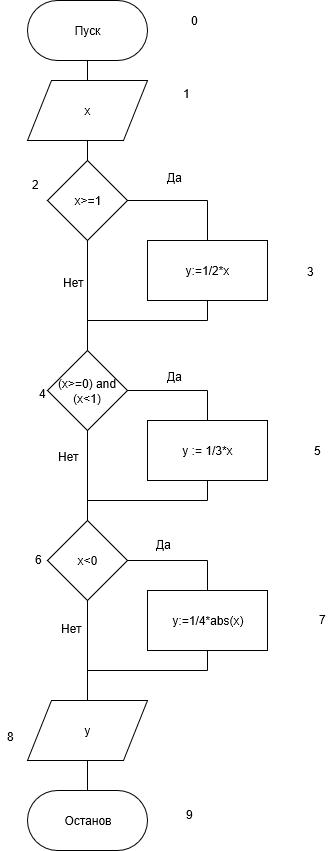 Пуск
0
x
1
2
x>=1
Да
Нет
y:=1/2*x
3
4
(x>=0) and
(x<1)
Да
Нет
y := 1/3*x
5
6
x<0
Да
Нет
y:=1/4*abs(x)
7
8
y
Останов
9